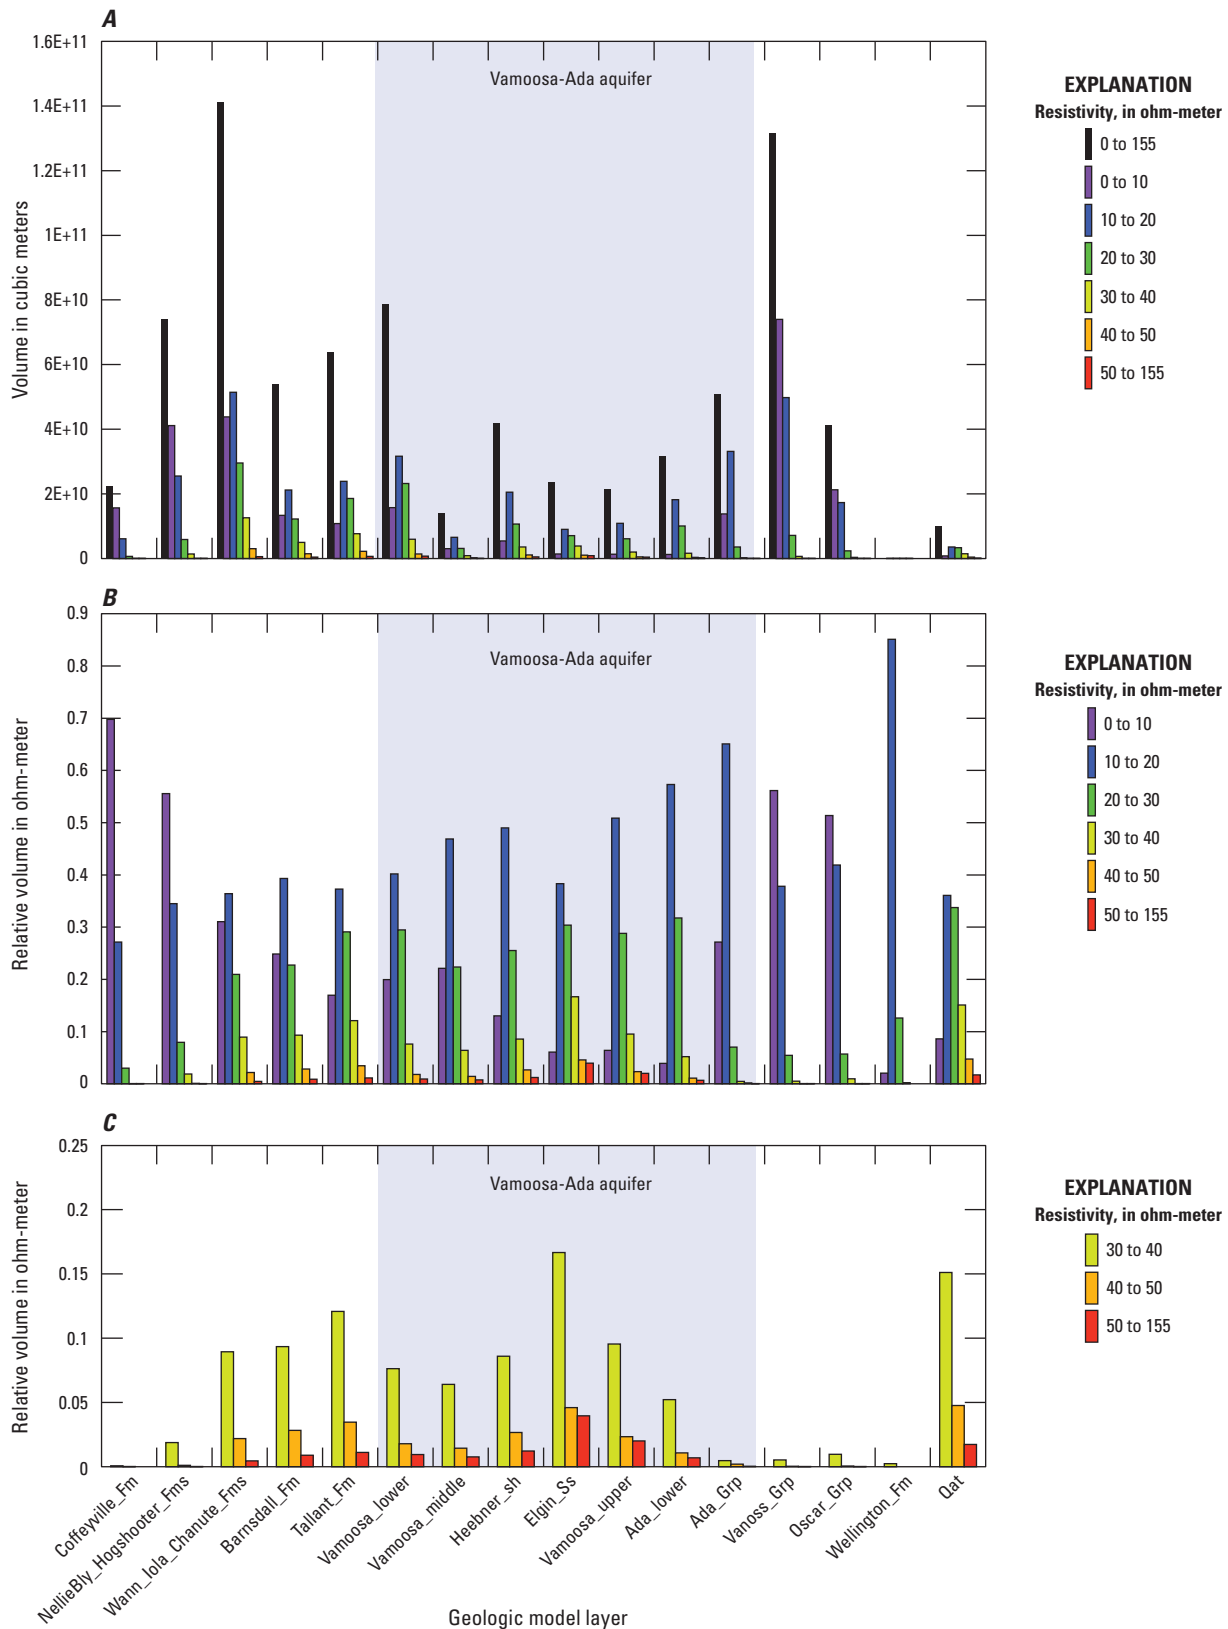 A
1.6E+11
1.4E+11
1.2E+11
1E+11
8E+10
6E+10
4E+10
2E+10
0
Volume in cubic meters
Vamoosa-Ada aquifer
EXPLANATION
Resistivity, in ohm-meter
0 to 155
0 to 10
10 to 20
20 to 30
30 to 40
40 to 50
50 to 155
B
0.9
0.8
0.7
0.6
0.5
0.4
0.3
0.2
0.1
0
Relative volume in ohm-meter
Vamoosa-Ada aquifer
EXPLANATION
Resistivity, in ohm-meter
0 to 10
10 to 20
20 to 30
30 to 40
40 to 50
50 to 155
C
0.25
0.2
0.15
0.1
0.05
0
Relative volume in ohm-meter
Vamoosa-Ada aquifer
EXPLANATION
Resistivity, in ohm-meter
30 to 40
40 to 50
50 to 155
Coffeyville_Fm
NellieBly_Hogshooter_Fms
Wann_Iola_Chanute_Fms
Barnsdall_Fm
Tallant_Fm
Vamoosa_lower
Vamoosa_middle
Heebner_sh
Elgin_Ss
Vamoosa_upper
Ada_lower
Ada_Grp
Vanoss_Grp
Oscar_Grp
Wellington_Fm
Qat
Geologic model layer